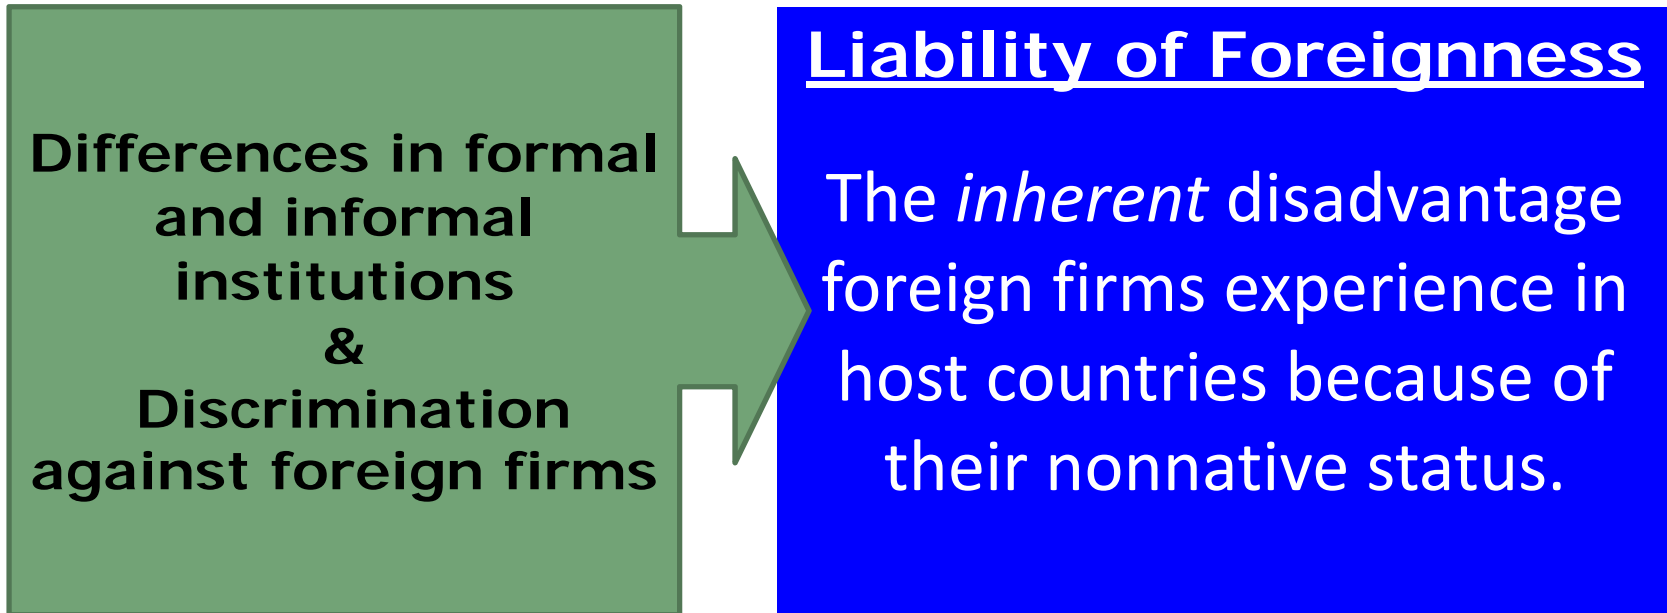 Differences in formal
and informal
institutions
&
Discrimination
against foreign firms
Liability of Foreignness
The inherent disadvantage
foreign firms experience in
host countries because of
their nonnative status.